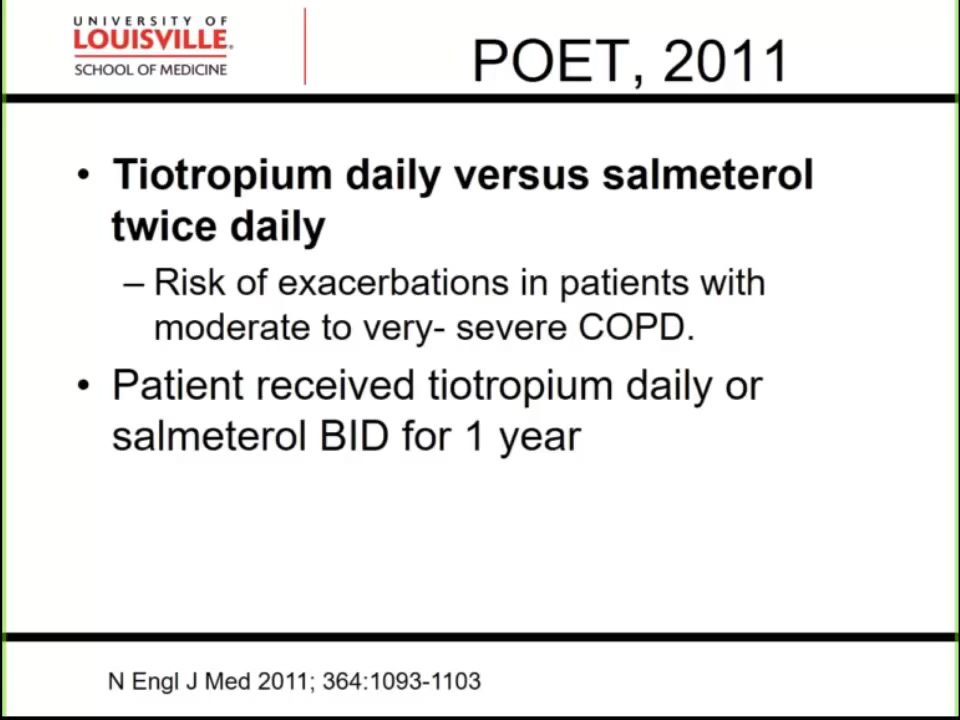 UNIVERSITY OF
LOUISVILLE.
SCHOOL OF MEDICINE
POET, 2011
• Tiotropium daily versus salmeterol
twice daily
– Risk of exacerbations in patients with
moderate to very- severe COPD.
• Patient received tiotropium daily or
salmeterol BID for 1 year
N Engl J Med 2011; 364:1093-1103